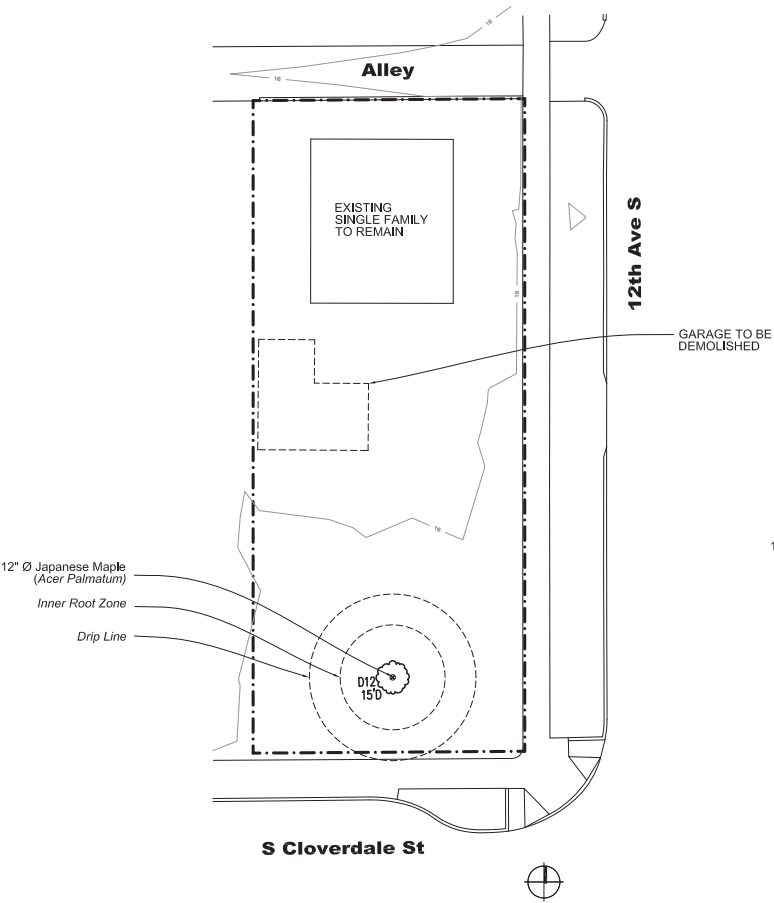 Alley
16
16
EXISTING
SINGLE FAMILY
TO REMAIN
12th Ave S
16
GARAGE TO BE
DEMOLISHED
16
12" Ø Japanese Maple
(Acer Palmatum)
Inner Root Zone
Drip Line
D12
15'D
1
S Cloverdale St